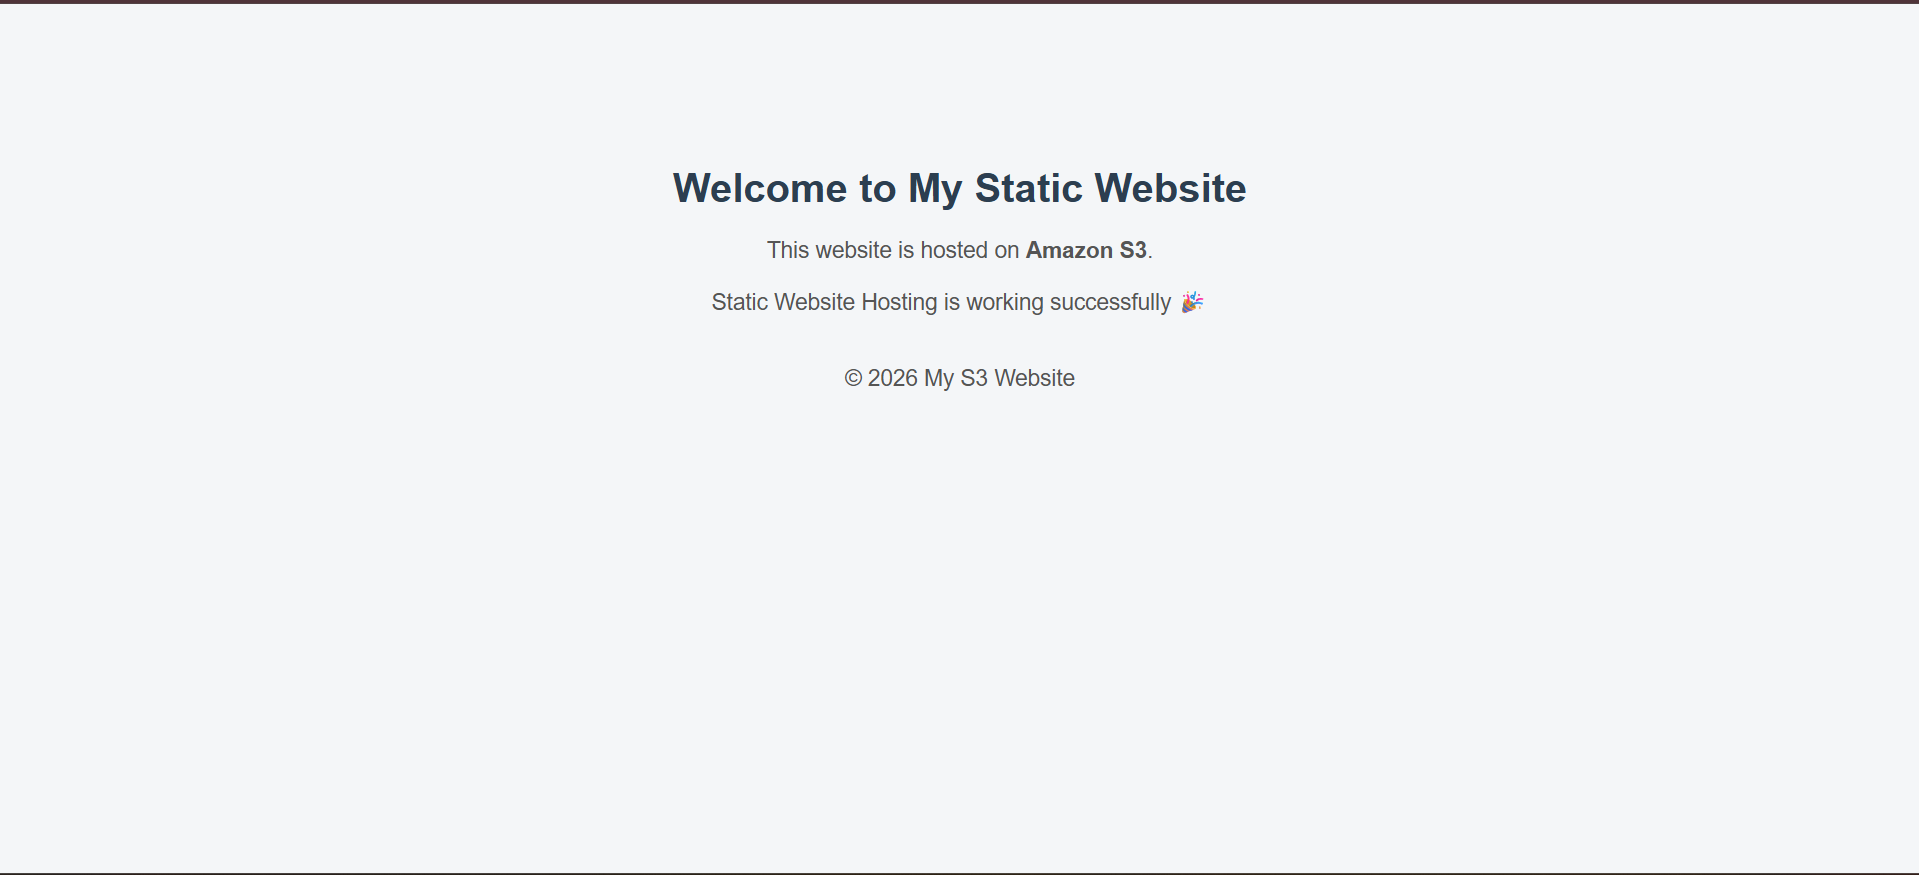 Welcome to My Static Website
This website is hosted on Amazon S3.
Static Website Hosting is working successfully 🎉
© 2026 My S3 Website